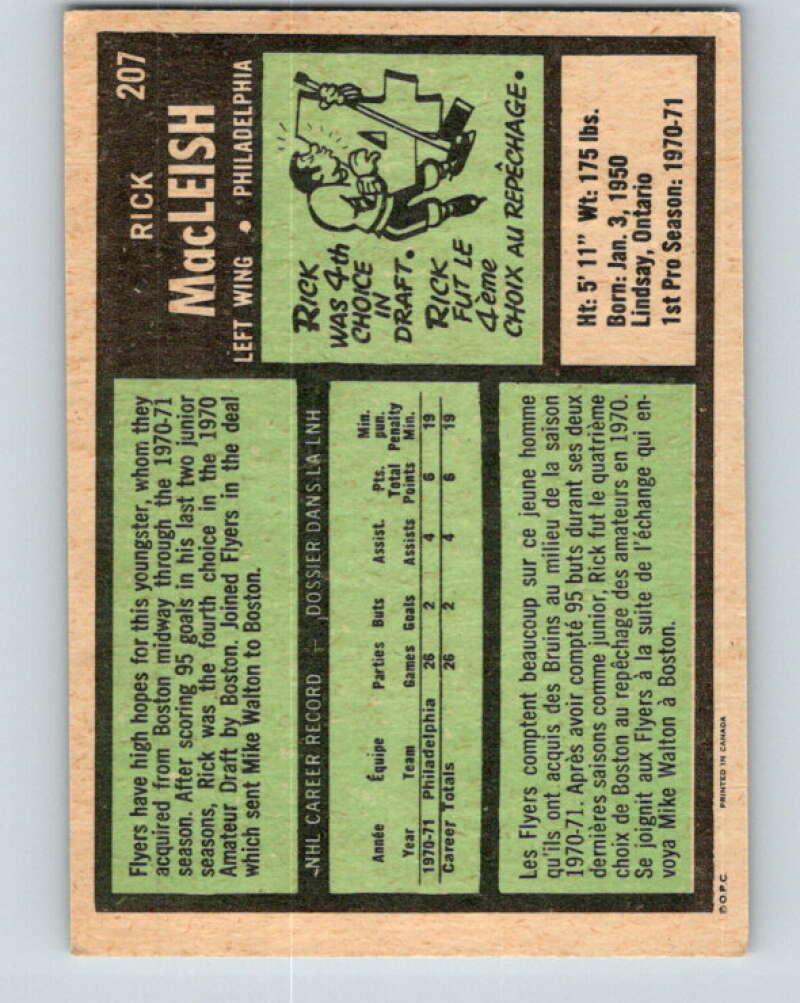 207
RICK
MacLEISH
LEFT WING • PHILADELPHIA
RICK
WAS 4th
CHOICE
IN
DRAFT.
RICK
FUT LE
4ème
CHOIX AU REPÊCHAGE.
4
Ht: 5' 11" Wt: 175 lbs.
Born: Jan. 3, 1950
Lindsay, Ontario
1st Pro Season: 1970-71
Flyers have high hopes for this youngster, whom they
acquired from Boston midway through the 1970-71
season. After scoring 95 goals in his last two junior
seasons, Rick was the fourth choice in the 1970
Amateur Draft by Boston. Joined Flyers in the deal
which sent Mike Walton to Boston.
NHL CAREER RECORD — DOSSIER DANS LA LNH
Année Équipe Parties Buts Assist. Pts. Total Min. pun. Penalty
Year Team Games Goals Assists Points Min.
1970-71 Philadelphia 26 2 4 6 19
Career Totals 26 2 4 6 19
Les Flyers comptent beaucoup sur ce jeune homme
qu'ils ont acquis des Bruins au milieu de la saison
1970-71. Après avoir compté 95 buts durant ses deux
dernières saisons comme junior, Rick fut le quatrième
choix de Boston au repêchage des amateurs en 1970.
Se joignit aux Flyers à la suite de l'échange qui en-
voya Mike Walton à Boston.
© O.P.C. PRINTED IN CANADA